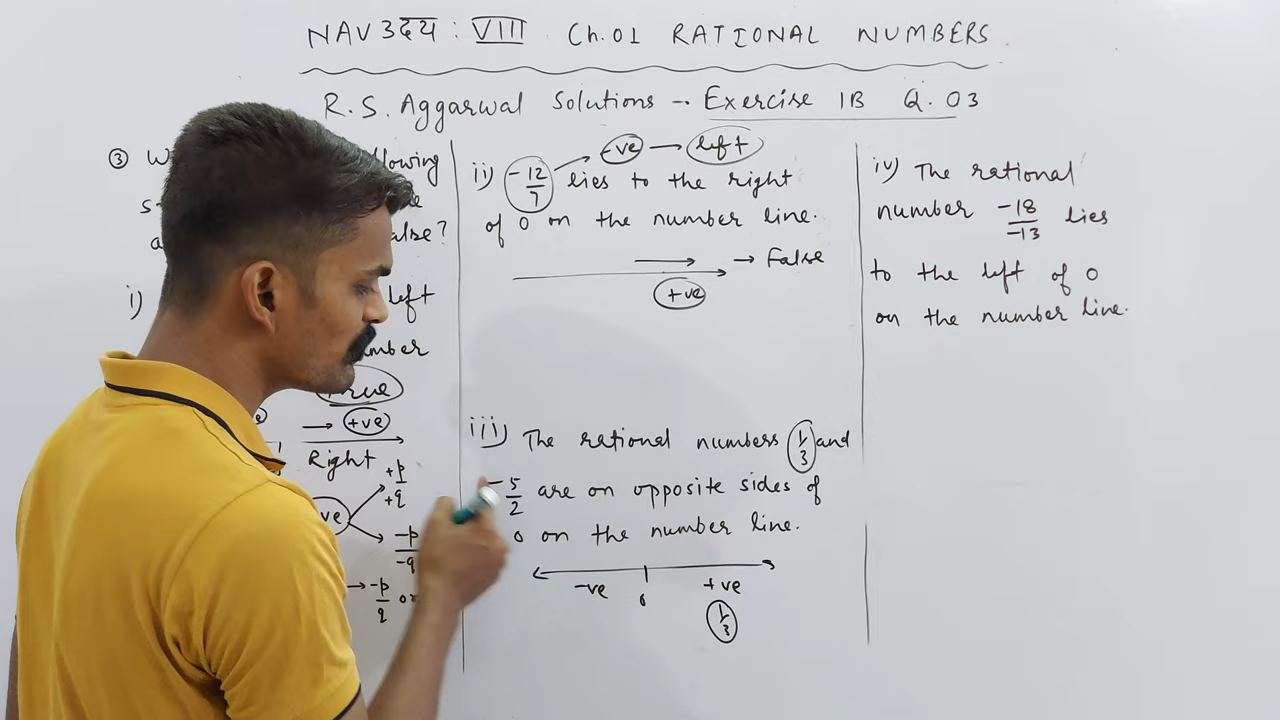 NAVउदय : VIII Ch.01 RATIONAL NUMBERS
R.S. Aggarwal Solutions -- Exercise 1B Q.03
③
lowing
alse?
i)
left
mber
True
→ +ve
Right
+p/+q
ve
-p/-q
→ -p/q or
ii) -12/7 lies to the right
-ve → left
of 0 on the number line.
→ False
+ve
iii) The rational numbers 1/3 and
-5/2 are on opposite sides of
0 on the number line.
-ve 0 +ve
1/3
iv) The rational
number -18/-13 lies
to the left of 0
on the number line.